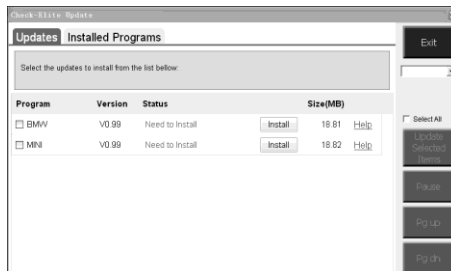 Check-Elite Update
Updates Installed Programs
Exit
Select the updates to install from the list bellow:
Program Version Status Size(MB)
Select All
BMW V0.99 Need to Install Install 18.81 Help
MINI V0.99 Need to Install Install 18.82 Help
Update
Selected
Items
Pause
Pg up
Pg dn